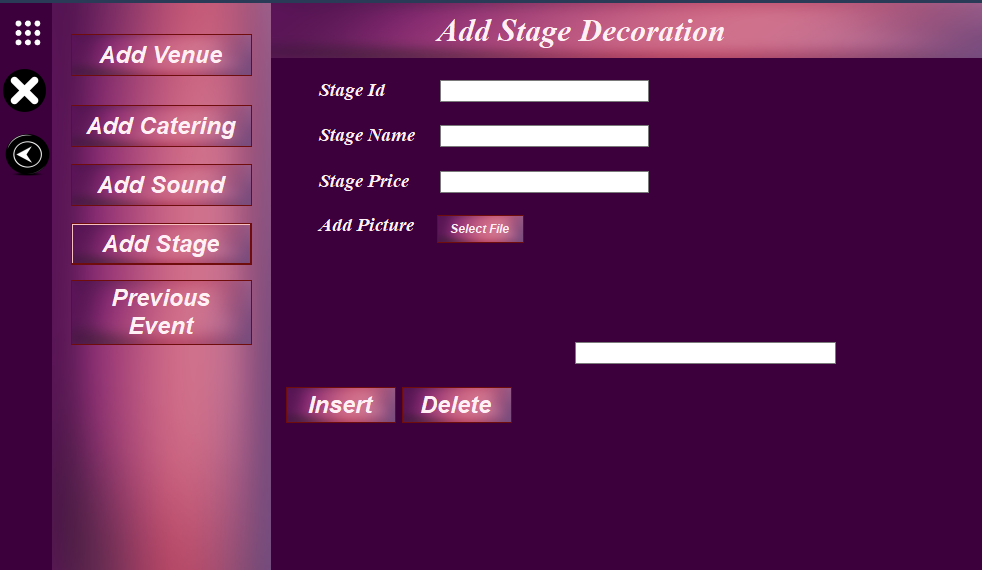 Add Stage Decoration
Add Venue
Add Catering
Add Sound
Add Stage
Previous
Event
Stage Id
Stage Name
Stage Price
Add Picture
Select File
Insert
Delete